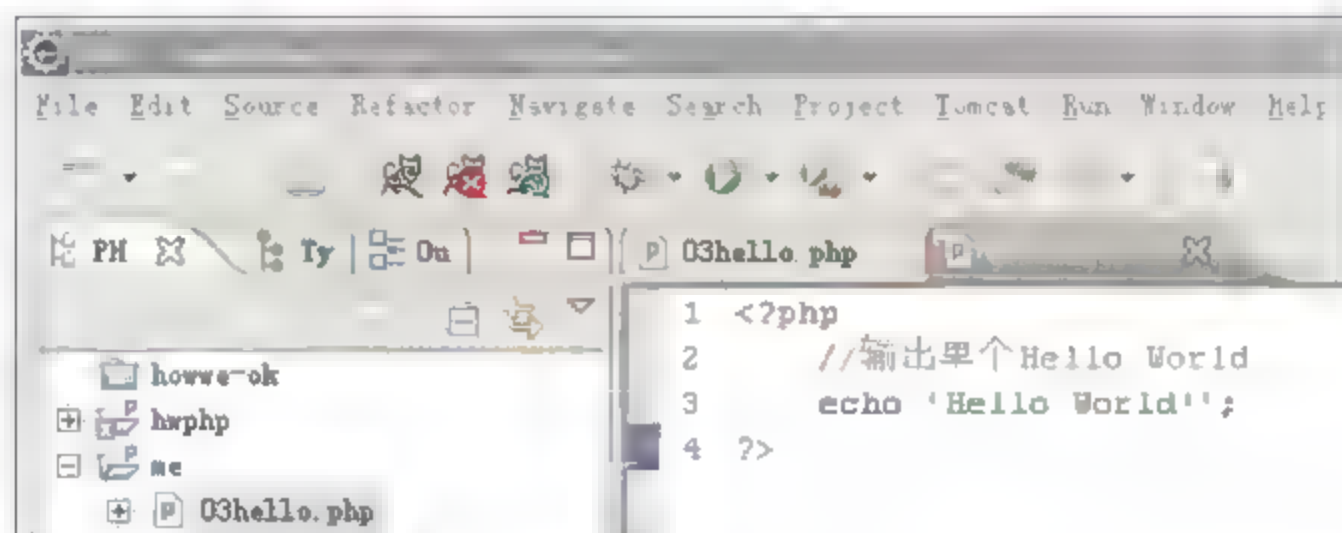 File Edit Source Refactor Navigate Search Project Tomcat Run Window Help
PH Ty Ou 03hello.php
1 <?php
2 //输出里个Hello World
3 echo 'Hello World'';
4 ?>
howwe-ok
hwphp
me
03hello.php